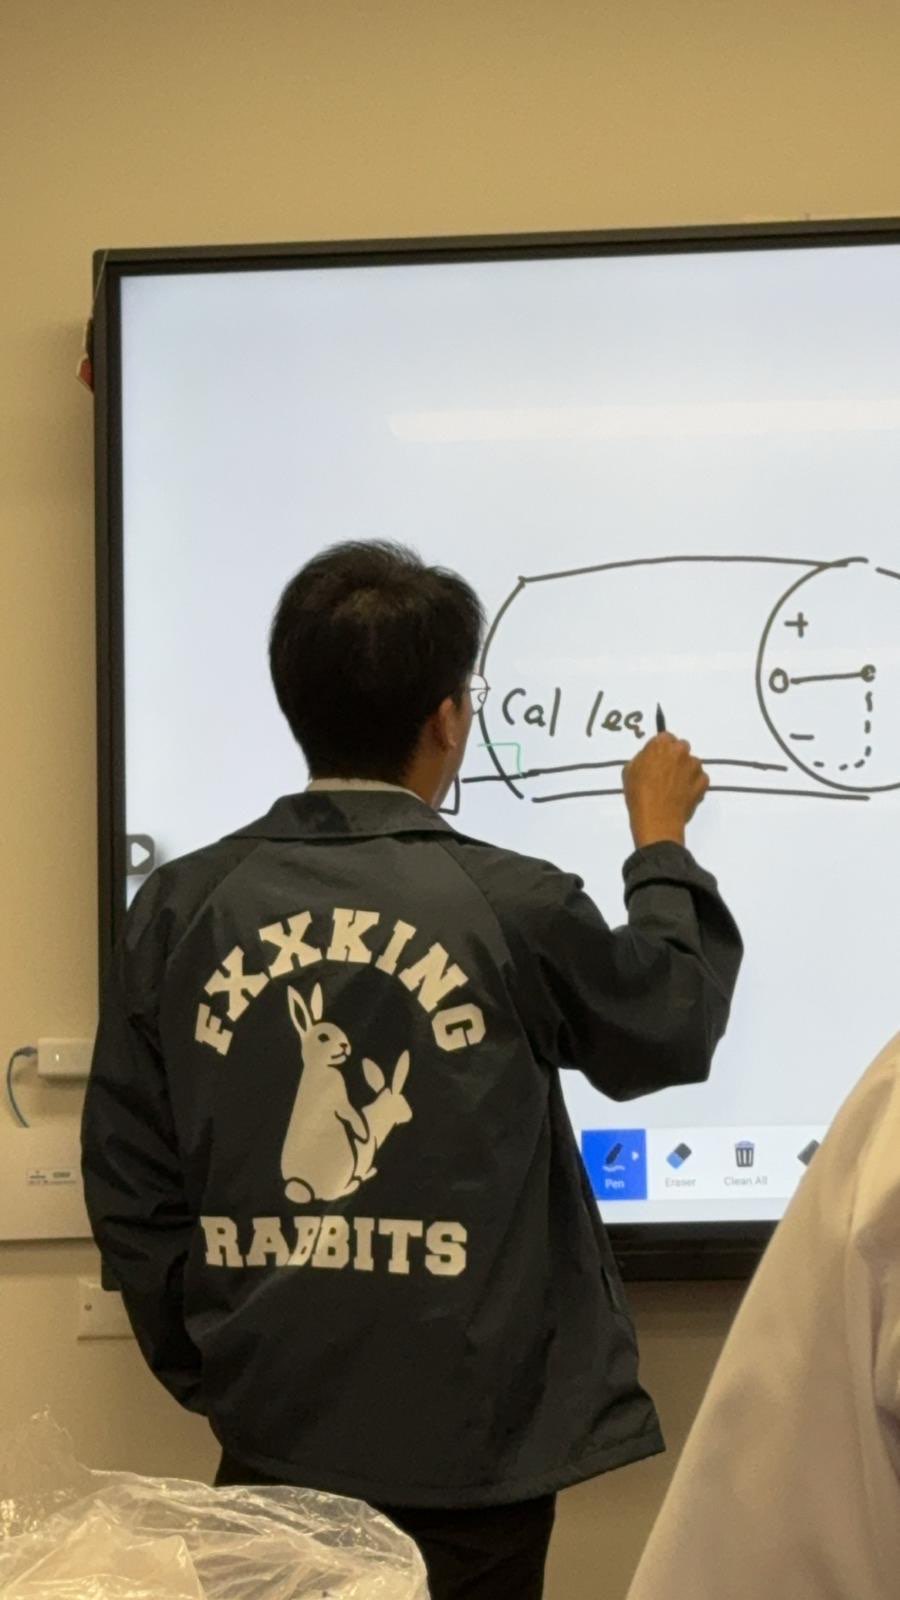 +
Cal leq
−
FXXKING
RABBITS
Pen
Eraser
Clean All